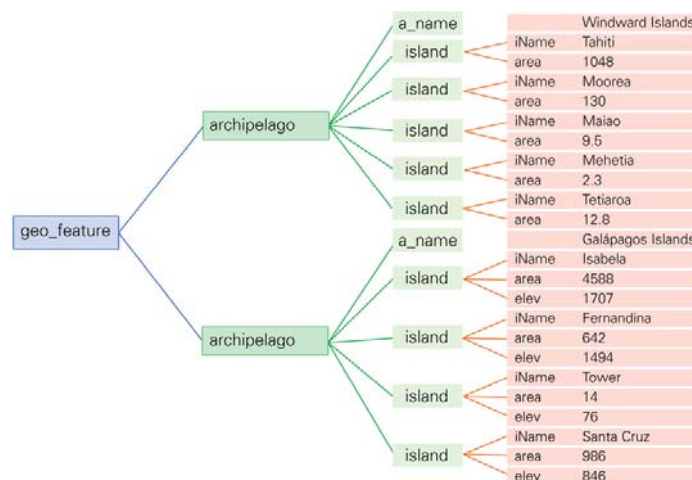 a_name Windward Islands
island iName Tahiti
area 1048
island iName Moorea
area 130
archipelago
island iName Maiao
area 9.5
island iName Mehetia
area 2.3
island iName Tetiaroa
area 12.8
geo_feature
a_name Galápagos Islands
island iName Isabela
area 4588
elev 1707
archipelago
island iName Fernandina
area 642
elev 1494
island iName Tower
area 14
elev 76
island iName Santa Cruz
area 986
elev 846